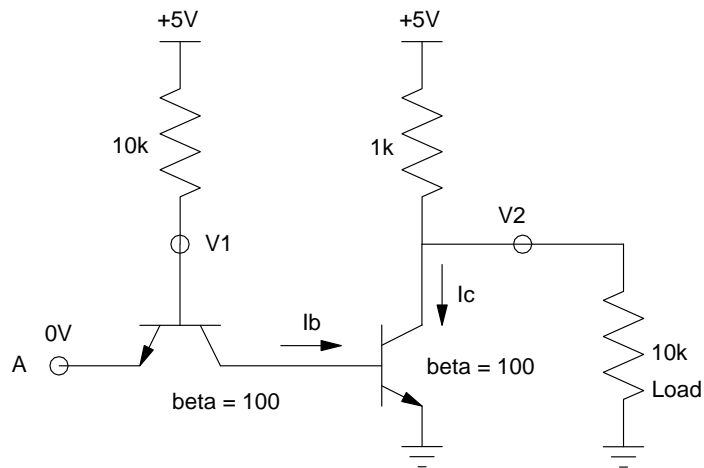 +5V
+5V
10k
1k
V1
V2
0V
Ib
Ic
A
10k
beta = 100
beta = 100
Load